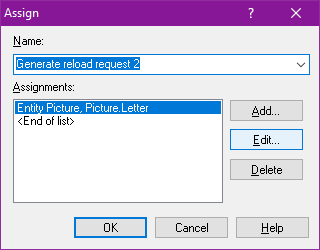 Assign
?
Name:
Generate reload request 2
Assignments:
Entity Picture, Picture.Letter
<End of list>
Add...
Edit...
Delete
OK
Cancel
Help